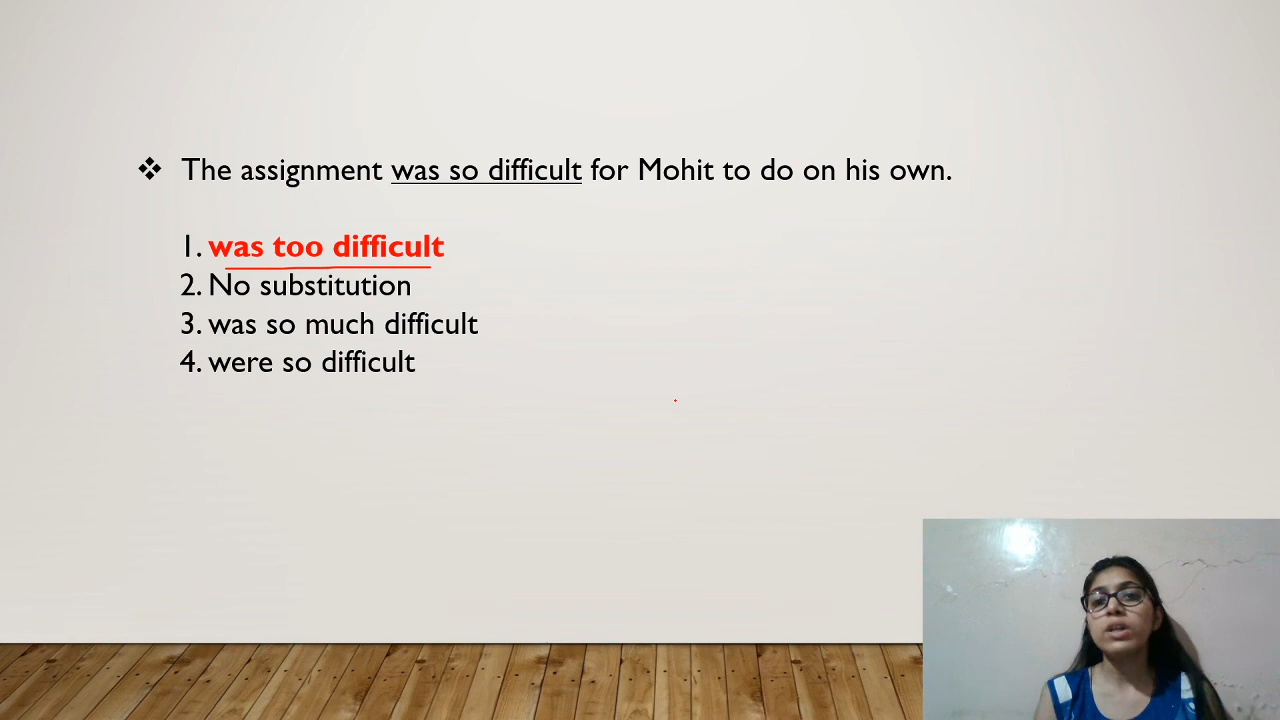 The assignment was so difficult for Mohit to do on his own.
1. was too difficult
2. No substitution
3. was so much difficult
4. were so difficult